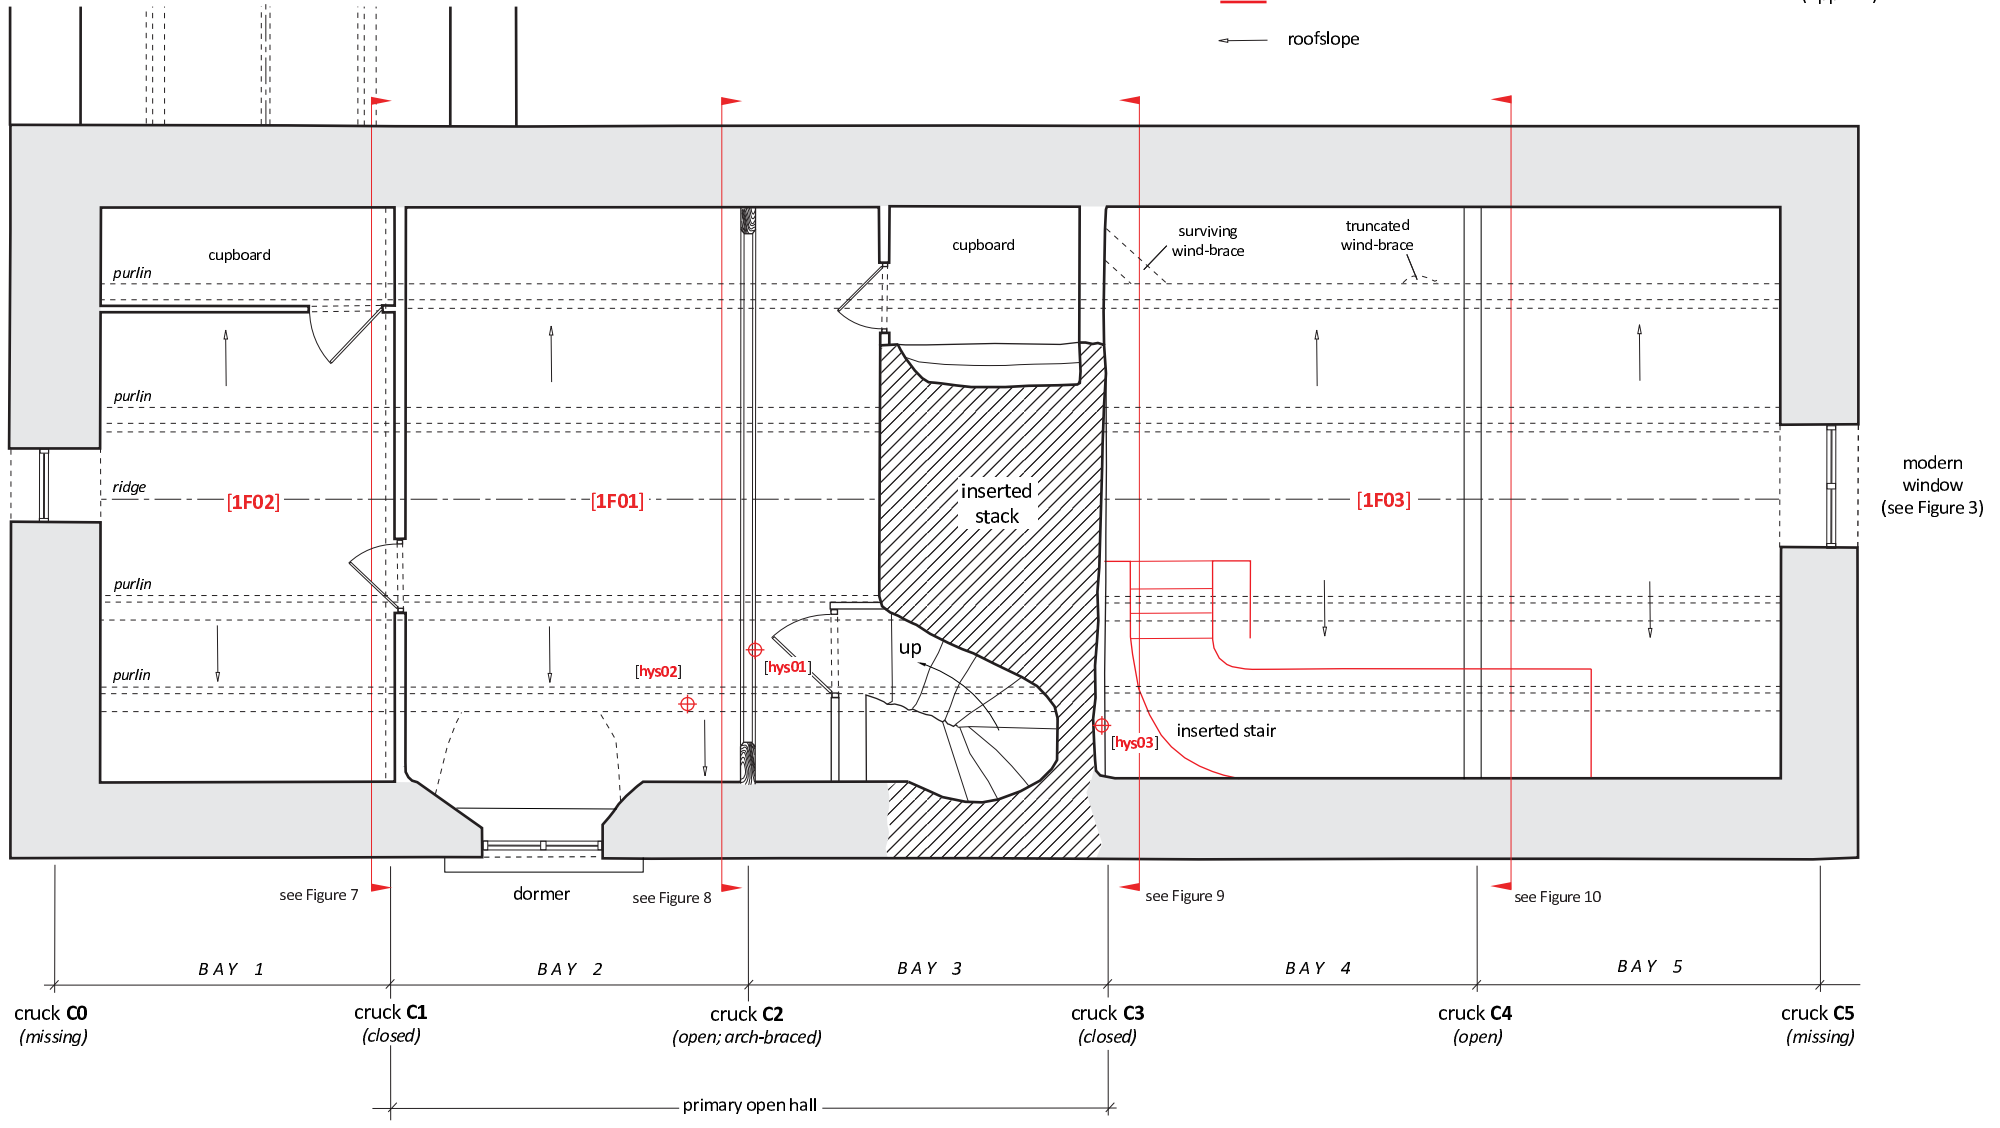 roofslope
cupboard
purlin
purlin
ridge
[1F02]
purlin
purlin
[1F01]
[hys02]
[hys01]
cupboard
inserted
stack
up
surviving
wind-brace
truncated
wind-brace
[1F03]
inserted stair
[hys03]
modern
window
(see Figure 3)
see Figure 7
dormer
see Figure 8
see Figure 9
see Figure 10
BAY 1
BAY 2
BAY 3
BAY 4
BAY 5
cruck C0
(missing)
cruck C1
(closed)
cruck C2
(open; arch-braced)
cruck C3
(closed)
cruck C4
(open)
cruck C5
(missing)
primary open hall